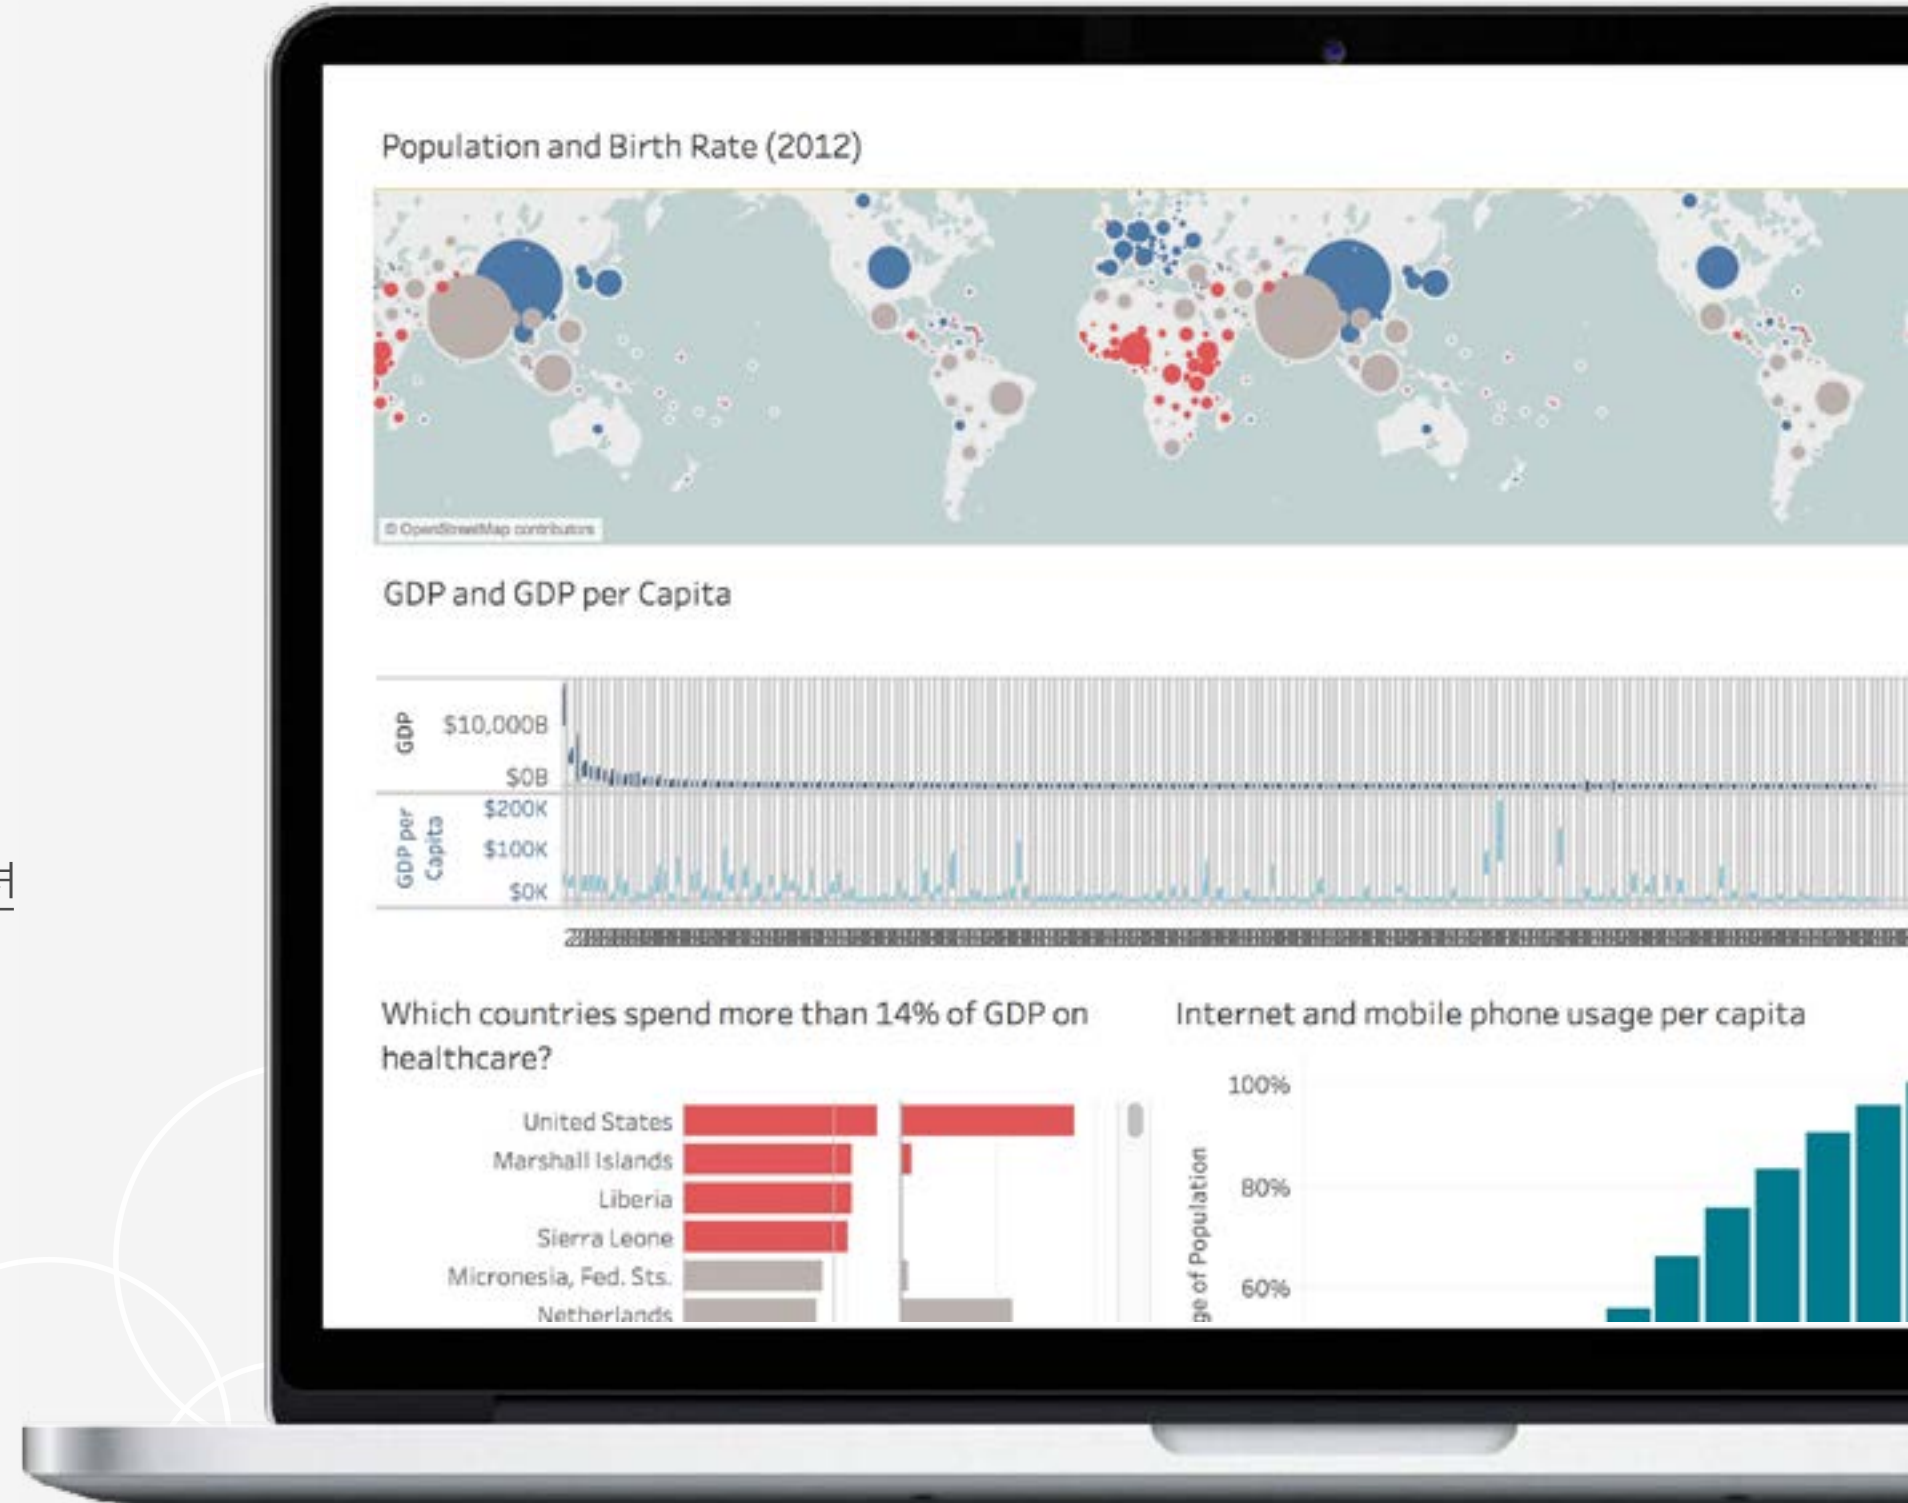 Population and Birth Rate (2012)
© OpenStreetMap contributors
GDP and GDP per Capita
GDP
$10,000B
$0B
GDP per
Capita
$200K
$100K
$0K
Which countries spend more than 14% of GDP on
healthcare?
United States
Marshall Islands
Liberia
Sierra Leone
Micronesia, Fed. Sts.
Netherlands
Internet and mobile phone usage per capita
100%
80%
60%
of Population